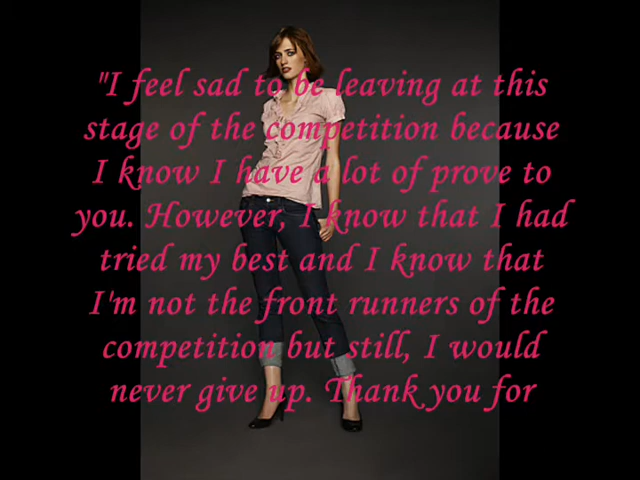 "I feel sad to be leaving at this
stage of the competition because
I know I have a lot of prove to
you. However, I know that I had
tried my best and I know that
I'm not the front runners of the
competition but still, I would
never give up. Thank you for